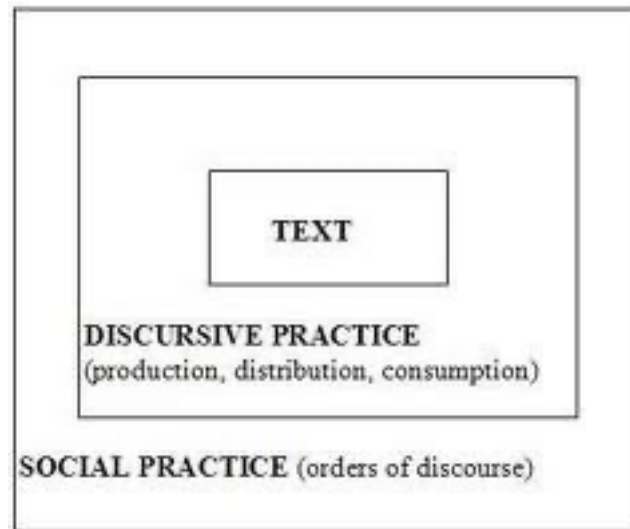 TEXT
DISCURSIVE PRACTICE
(production, distribution, consumption)
SOCIAL PRACTICE (orders of discourse)